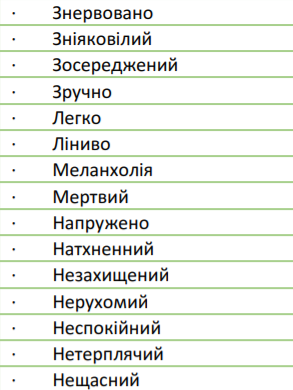 · Знервовано
· Зніяковілий
· Зосереджений
· Зручно
· Легко
· Ліниво
· Меланхолія
· Мертвий
· Напружено
· Натхненний
· Незахищений
· Нерухомий
· Неспокійний
· Нетерплячий
· Нещасний